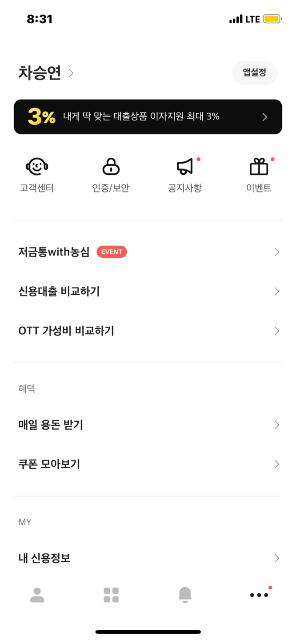 8:31
LTE
차승연
앱설정
3% 내게 딱 맞는 대출상품 이자지원 최대 3%
고객센터 인증/보안 공지사항 이벤트
저금통with농심 EVENT
신용대출 비교하기
OTT 가성비 비교하기
혜택
매일 용돈 받기
쿠폰 모아보기
MY
내 신용정보